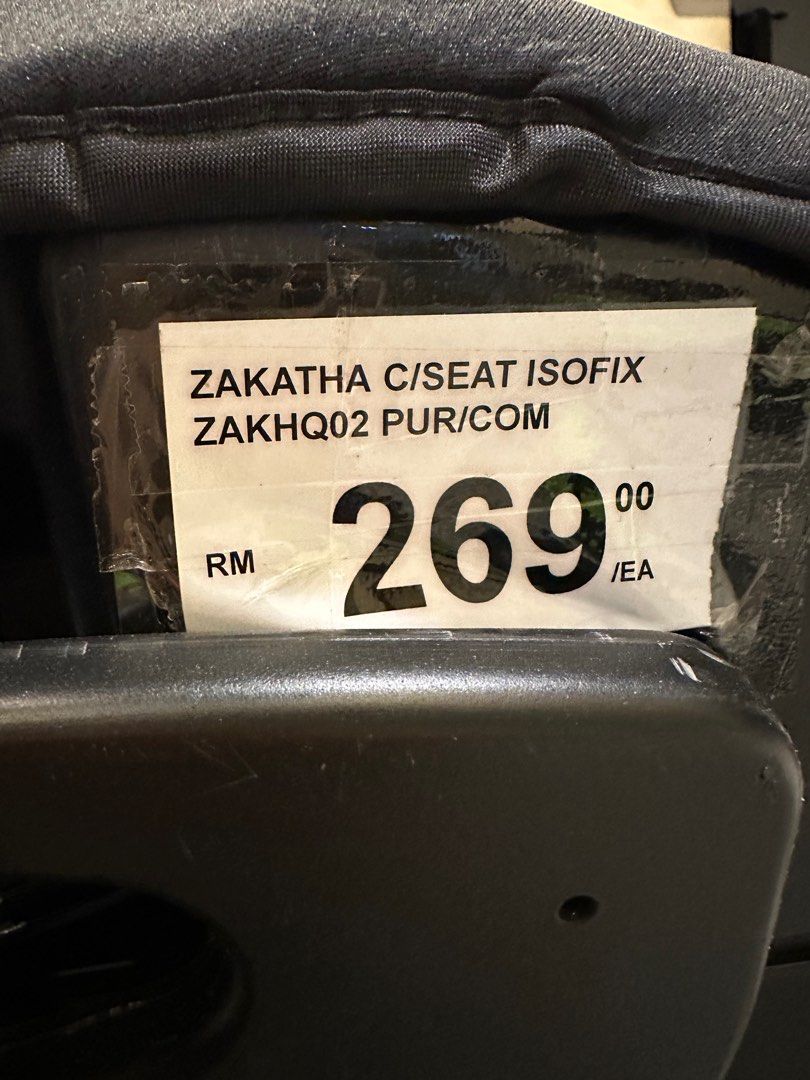 ZAKATHA C/SEAT ISOFIX
ZAKHQ02 PUR/COM
RM 269 00 /EA